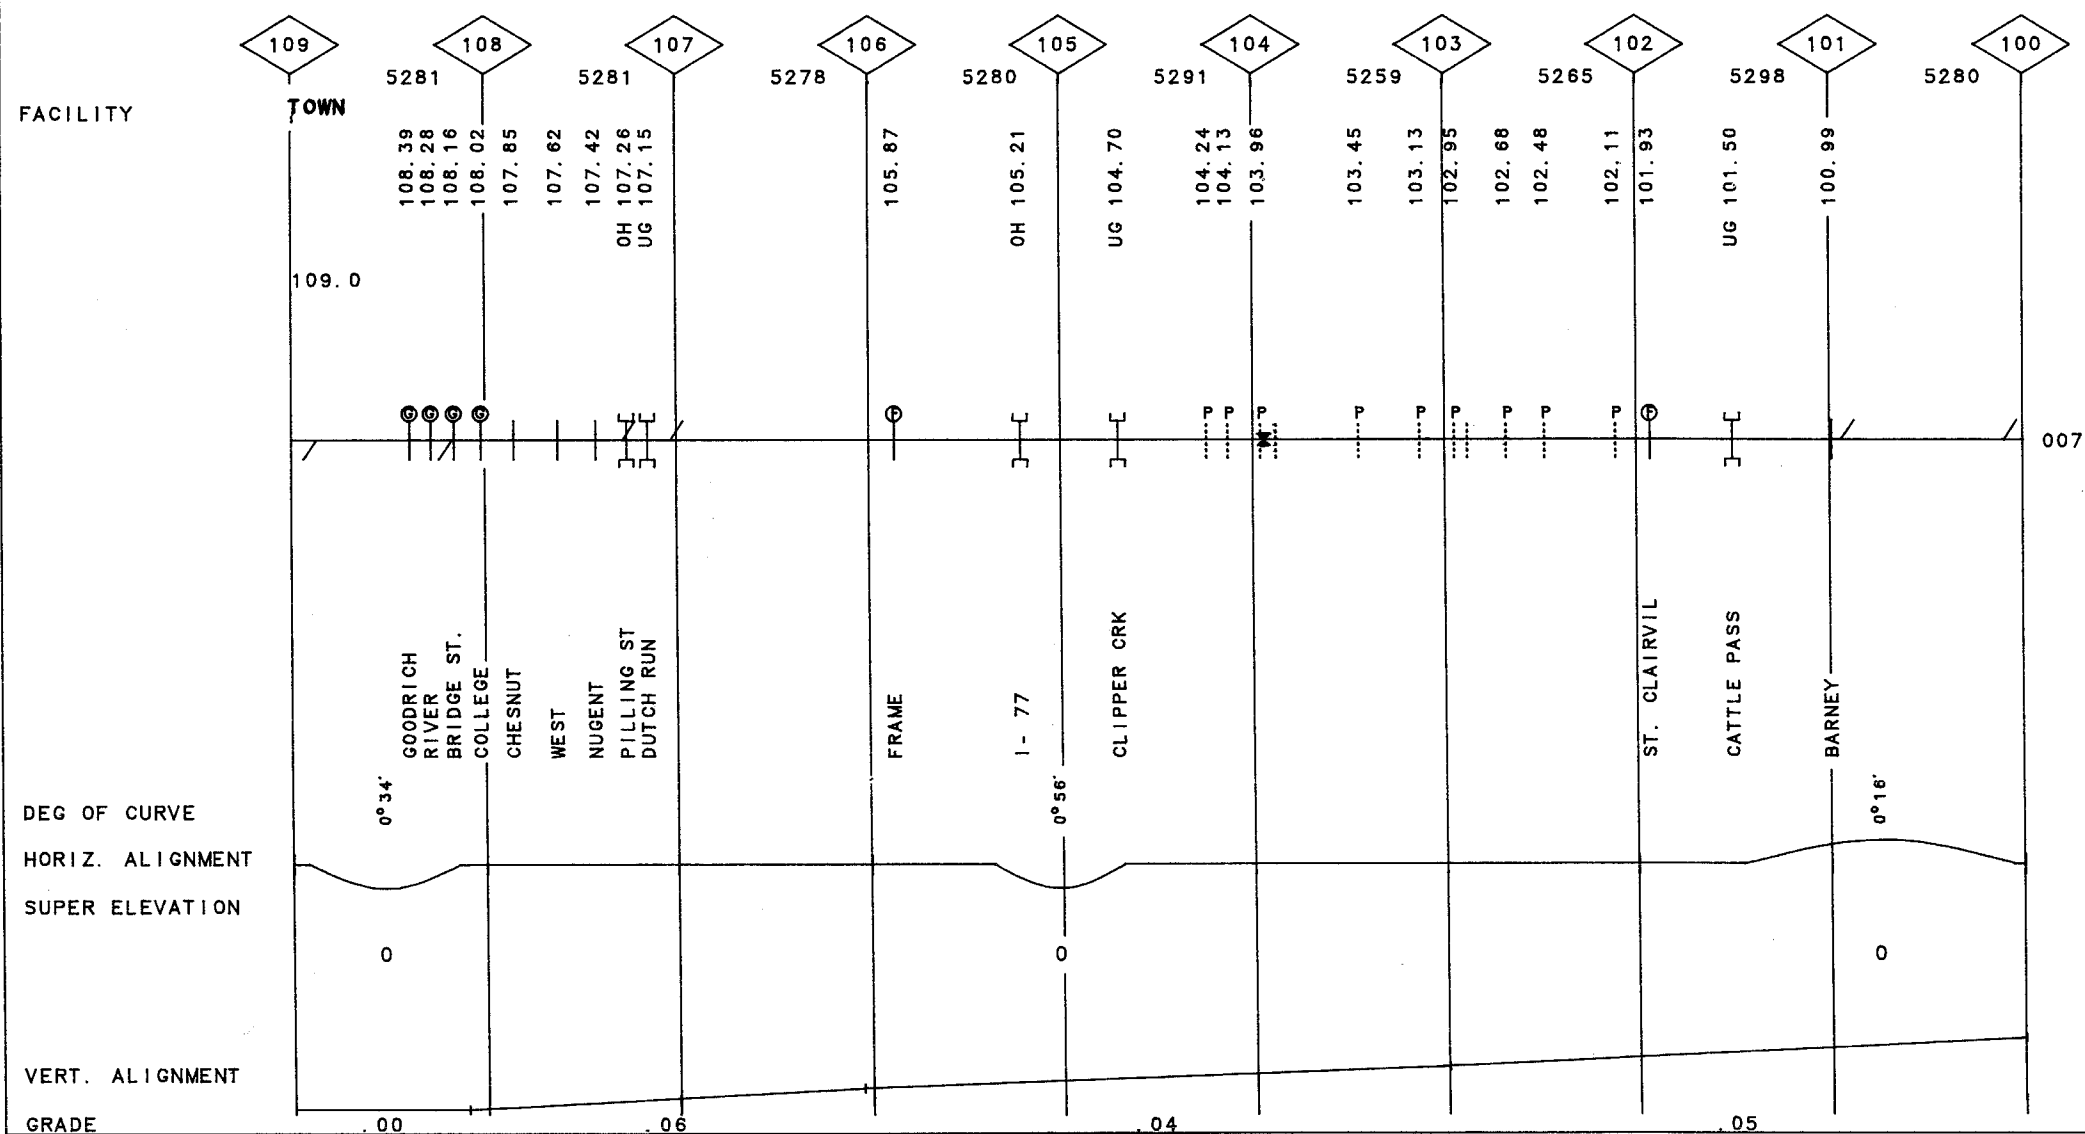 109 108 107 106 105 104 103 102 101 100
5281 5281 5278 5280 5291 5259 5265 5298 5280
FACILITY
TOWN
108.39
108.28
108.16
108.02
107.85
107.62
107.42
OH 107.26
UG 107.15
105.87
OH 105.21
UG 104.70
104.24
104.13
103.96
103.45
103.13
102.95
102.68
102.48
102.11
101.93
UG 101.50
100.99
109.0
G G G G F P P P P P P P P P F
007
GOODRICH
RIVER
BRIDGE ST.
COLLEGE
CHESNUT
WEST
NUGENT
PILLING ST
DUTCH RUN
FRAME
I-77
CLIPPER CRK
ST. CLAIRVIL
CATTLE PASS
BARNEY
DEG OF CURVE 0°34' 0°56' 0°16'
HORIZ. ALIGNMENT
SUPER ELEVATION
0 0 0
VERT. ALIGNMENT
GRADE .00 .06 .04 .05